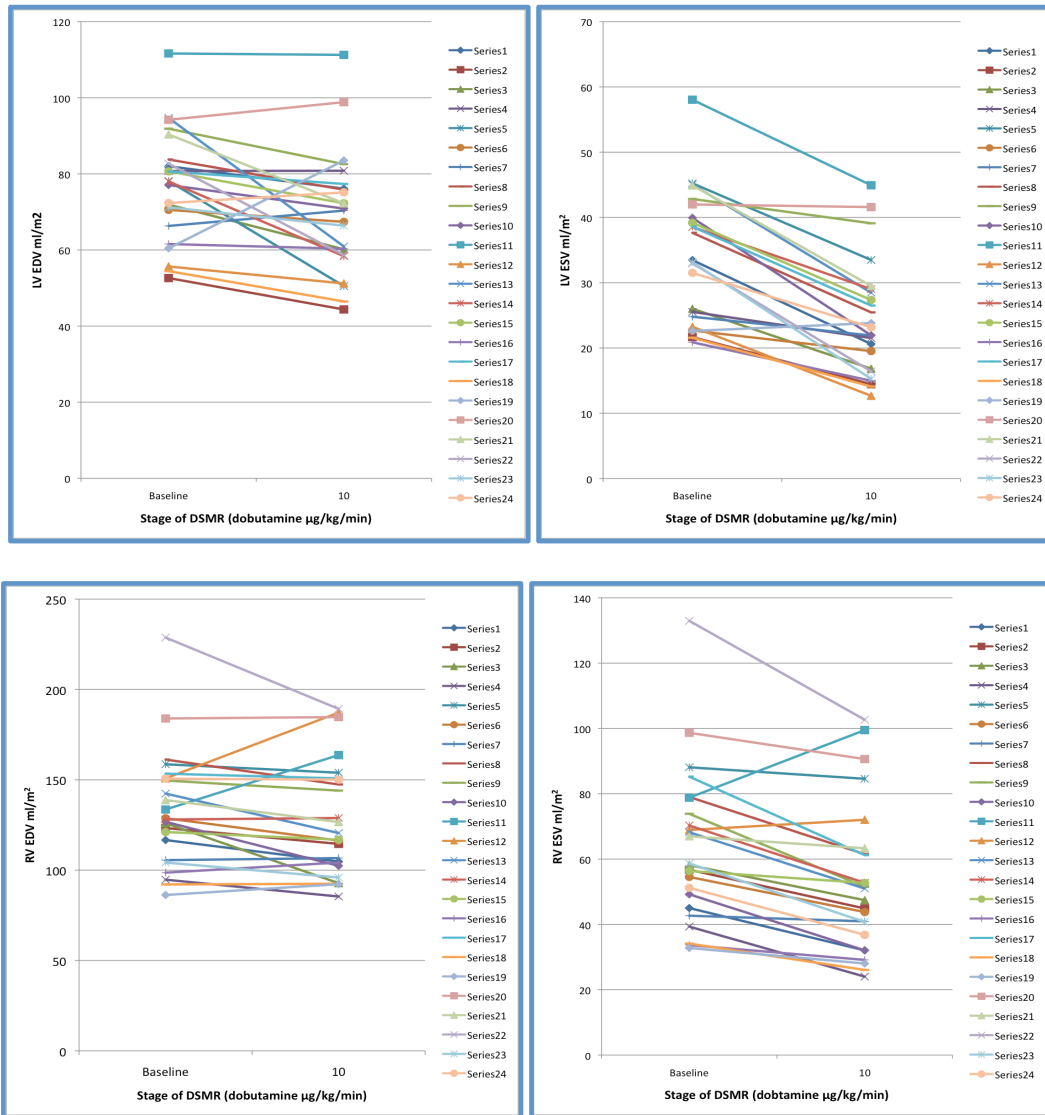 120
100
80
60
40
20
0
LV EDV ml/m2
Baseline
10
Stage of DSMR (dobutamine µg/kg/min)
Series1
Series2
Series3
Series4
Series5
Series6
Series7
Series8
Series9
Series10
Series11
Series12
Series13
Series14
Series15
Series16
Series17
Series18
Series19
Series20
Series21
Series22
Series23
Series24
70
60
50
40
30
20
10
0
LV ESV ml/m²
Baseline
10
Stage of DSMR (dobutamine µg/kg/min)
Series1
Series2
Series3
Series4
Series5
Series6
Series7
Series8
Series9
Series10
Series11
Series12
Series13
Series14
Series15
Series16
Series17
Series18
Series19
Series20
Series21
Series22
Series23
Series24
250
200
150
100
50
0
RV EDV ml/m²
Baseline
10
Stage of DSMR (dobutamine µg/kg/min)
Series1
Series2
Series3
Series4
Series5
Series6
Series7
Series8
Series9
Series10
Series11
Series12
Series13
Series14
Series15
Series16
Series17
Series18
Series19
Series20
Series21
Series22
Series23
Series24
140
120
100
80
60
40
20
0
RV ESV ml/m²
Baseline
10
Stage of DSMR (dobtamine µg/kg/min)
Series1
Series2
Series3
Series4
Series5
Series6
Series7
Series8
Series9
Series10
Series11
Series12
Series13
Series14
Series15
Series16
Series17
Series18
Series19
Series20
Series21
Series22
Series23
Series24